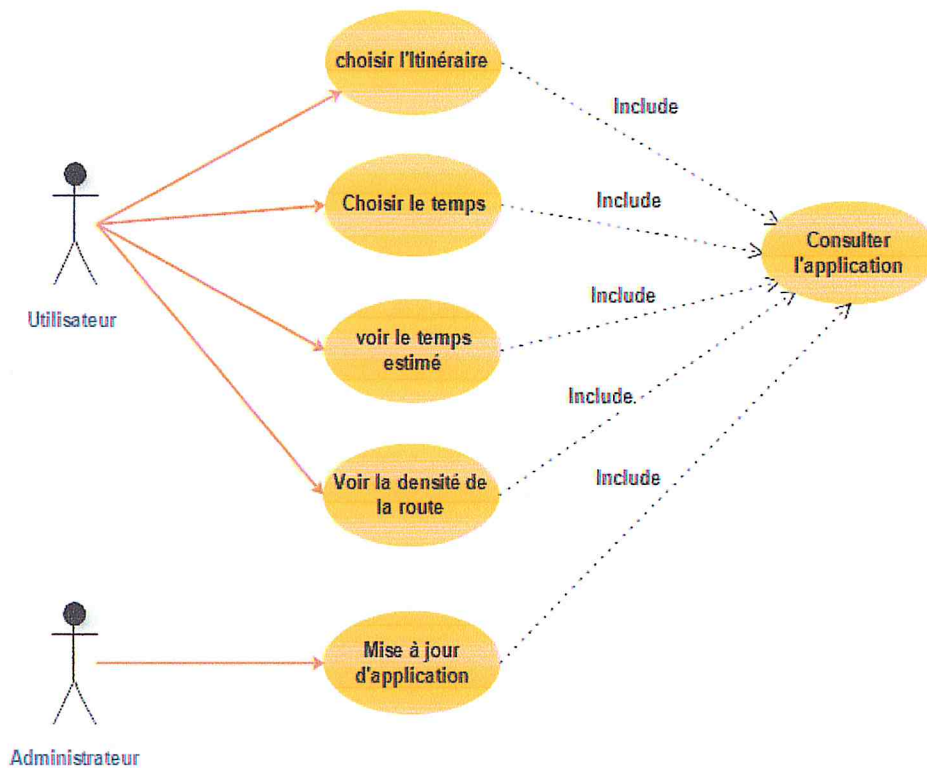 choisir l'Itinéraire
Include
Choisir le temps
Include
Consulter
l'application
Utilisateur
Include
voir le temps
estimé
Include
Voir la densité de
la route
Include
Mise à jour
d'application
Administrateur